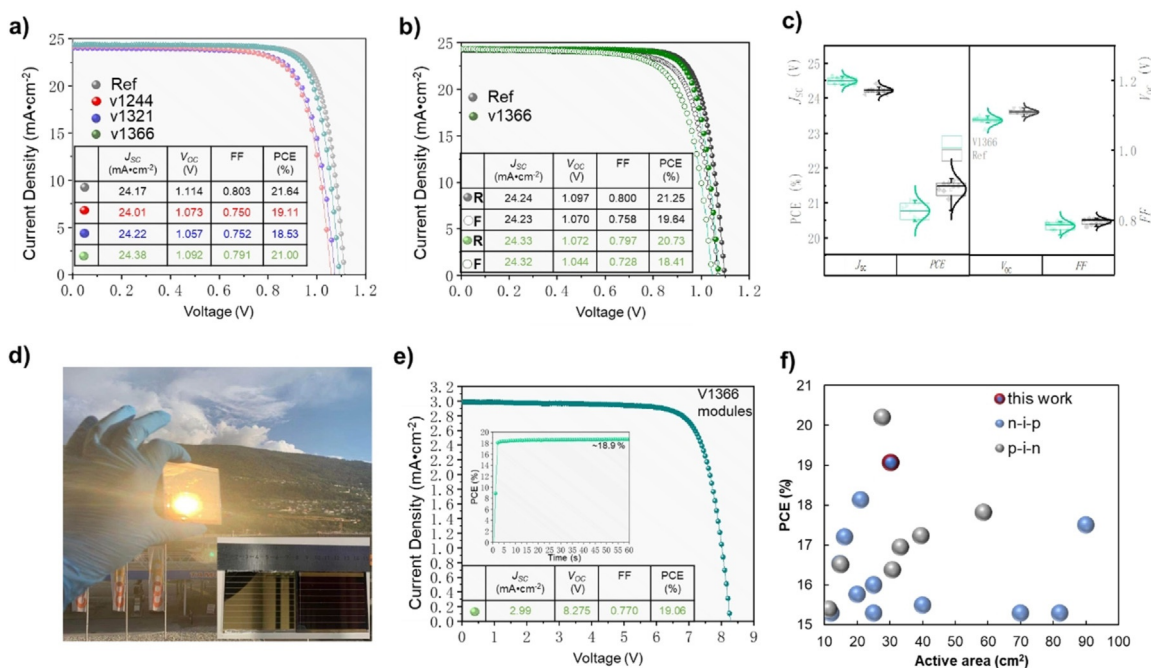 a)
Current Density (mA•cm⁻²)
25
20
15
10
5
0
Ref
v1244
v1321
v1366
J_SC (mA•cm⁻²) V_OC (V) FF PCE (%)
24.17 1.114 0.803 21.64
24.01 1.073 0.750 19.11
24.22 1.057 0.752 18.53
24.38 1.092 0.791 21.00
0.0 0.2 0.4 0.6 0.8 1.0 1.2
Voltage (V)
b)
Current Density (mA•cm⁻²)
25
20
15
10
5
0
Ref
v1366
J_SC (mA•cm⁻²) V_OC (V) FF PCE (%)
R 24.24 1.097 0.800 21.25
F 24.23 1.070 0.758 19.64
R 24.33 1.072 0.797 20.73
F 24.32 1.044 0.728 18.41
0.0 0.2 0.4 0.6 0.8 1.0 1.2
Voltage (V)
c)
PCE (%) J_SC (V)
25
24
23
22
21
20
V1366
Ref
1.2
1.0
0.8
V_OC (V)
FF
J_SC PCE V_OC FF
d)
e)
Current Density (mA•cm⁻²)
3.2
3.0
2.8
2.6
2.4
2.2
2.0
1.8
1.6
1.4
1.2
1.0
0.8
0.6
0.4
0.2
V1366
modules
PCE (%)
20
18
16
14
12
10
8
6
4
2
0
~18.9 %
0 5 10 15 20 25 30 35 40 45 50 55 60
Time (s)
J_SC (mA•cm⁻²) V_OC (V) FF PCE (%)
2.99 8.275 0.770 19.06
0 1 2 3 4 5 6 7 8 9
Voltage (V)
f)
PCE (%)
21
20
19
18
17
16
15
this work
n-i-p
p-i-n
10 20 30 40 50 60 70 80 90 100
Active area (cm²)